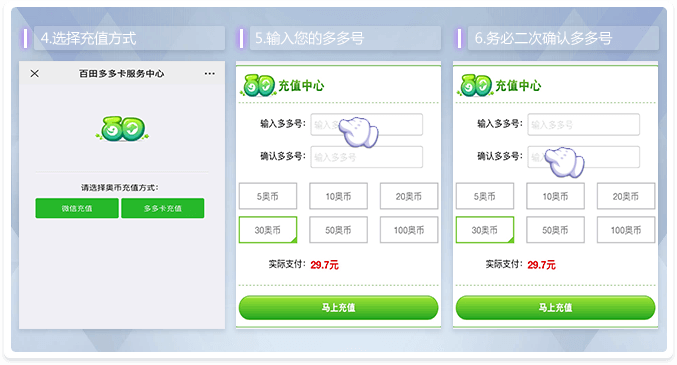 4.选择充值方式
百田多多卡服务中心
请选择奥币充值方式：
微信充值 多多卡充值
5.输入您的多多号
充值中心
输入多多号： 输入多多号
确认多多号： 输入多多号
5奥币 10奥币 20奥币
30奥币 50奥币 100奥币
实际支付： 29.7元
马上充值
6.务必二次确认多多号
充值中心
输入多多号： 输入多多号
确认多多号： 输入多多号
5奥币 10奥币 20奥币
30奥币 50奥币 100奥币
实际支付： 29.7元
马上充值